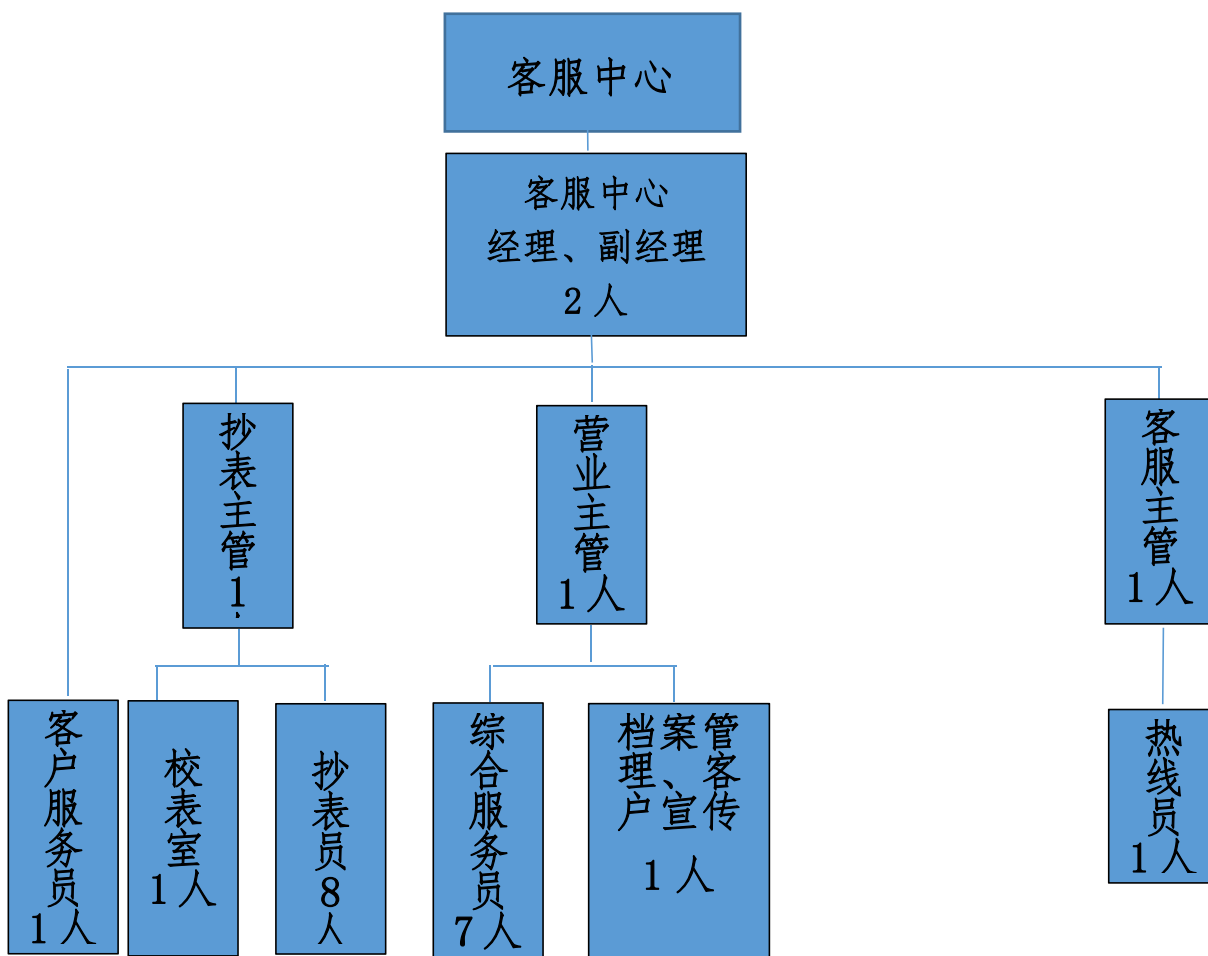 客服中心
客服中心
经理、副经理
2人
抄表主管1
营业主管1人
客服主管1人
客户服务员1人
校表室1人
抄表员8人
综合服务员7人
档案管
理、客
户宣传
1人
热线员1人